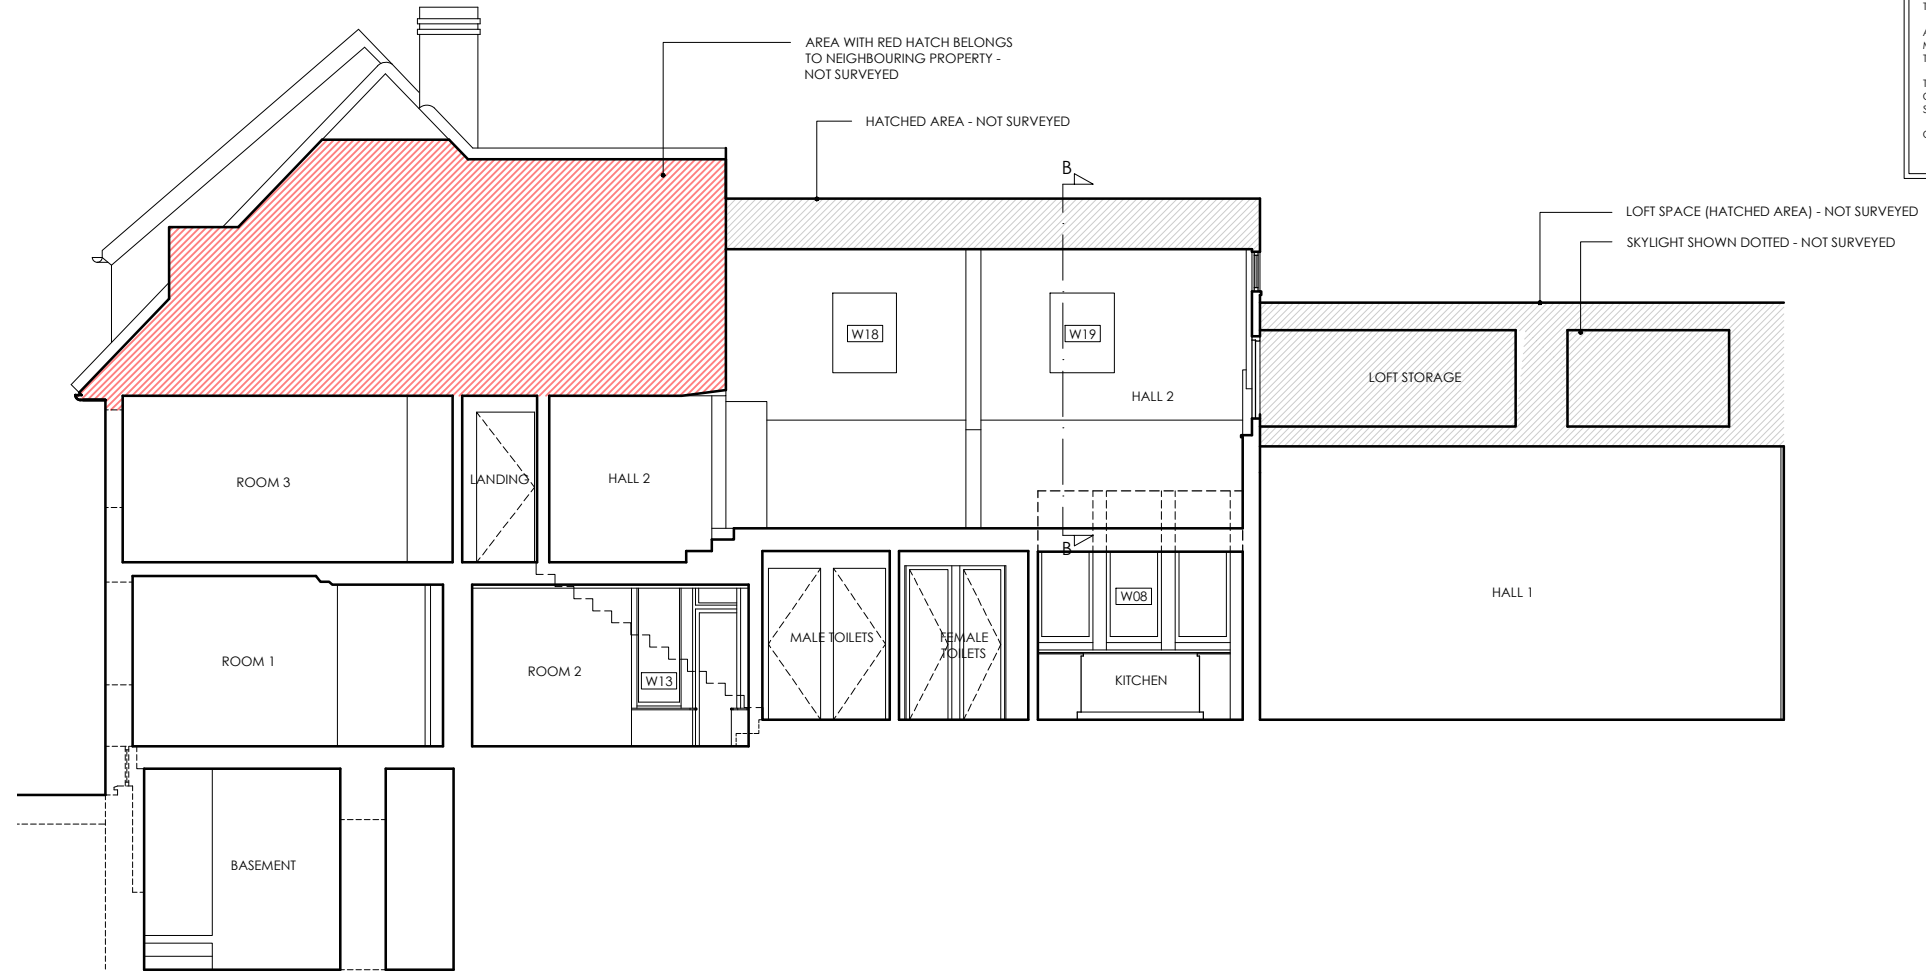 AREA WITH RED HATCH BELONGS
TO NEIGHBOURING PROPERTY -
NOT SURVEYED
HATCHED AREA - NOT SURVEYED
B
LOFT SPACE (HATCHED AREA) - NOT SURVEYED
SKYLIGHT SHOWN DOTTED - NOT SURVEYED
W18
W19
LOFT STORAGE
HALL 2
ROOM 3
LANDING
HALL 2
B
HALL 1
W08
MALE TOILETS
FEMALE
TOILETS
ROOM 1
ROOM 2
W13
KITCHEN
BASEMENT